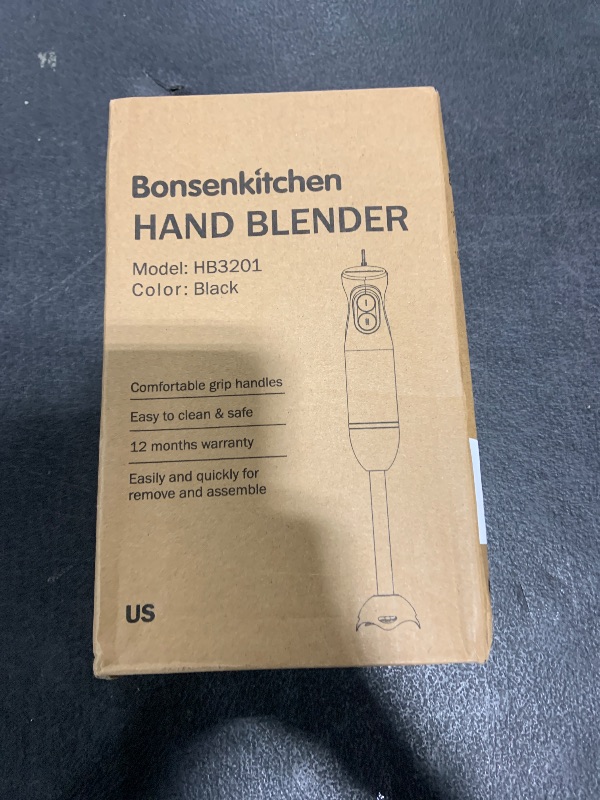 Bonsenkitchen
HAND BLENDER
Model: HB3201
Color: Black
I
II
Comfortable grip handles
Easy to clean & safe
12 months warranty
Easily and quickly for
remove and assemble
US